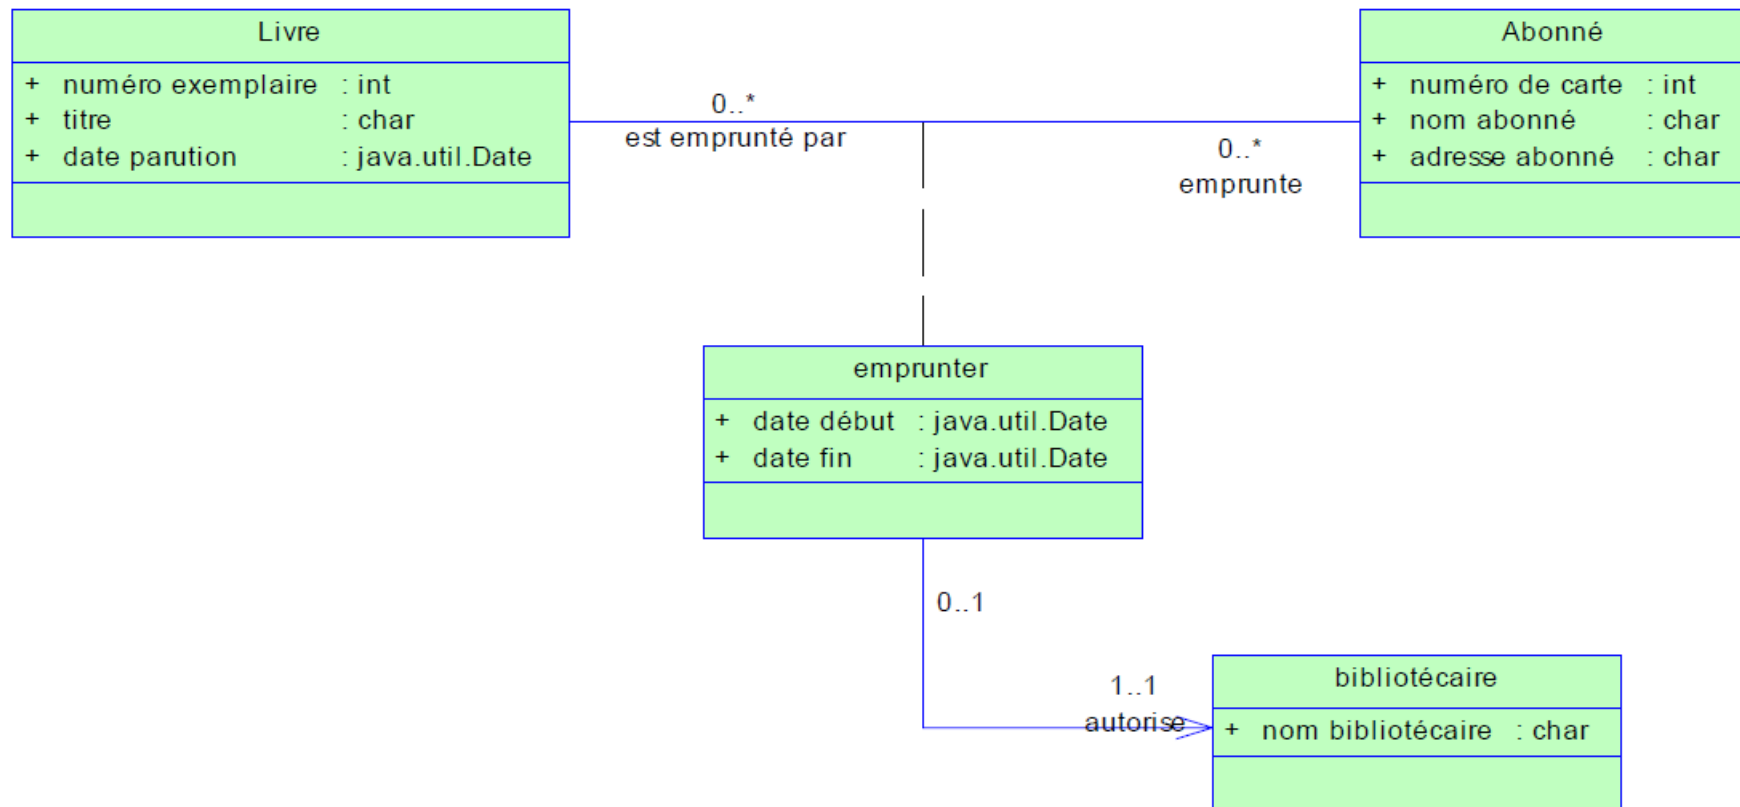 Livre
+ numéro exemplaire : int
+ titre : char
+ date parution : java.util.Date
0..*
est emprunté par
0..*
emprunte
Abonné
+ numéro de carte : int
+ nom abonné : char
+ adresse abonné : char
emprunter
+ date début : java.util.Date
+ date fin : java.util.Date
0..1
1..1
autorise
bibliotécaire
+ nom bibliotécaire : char